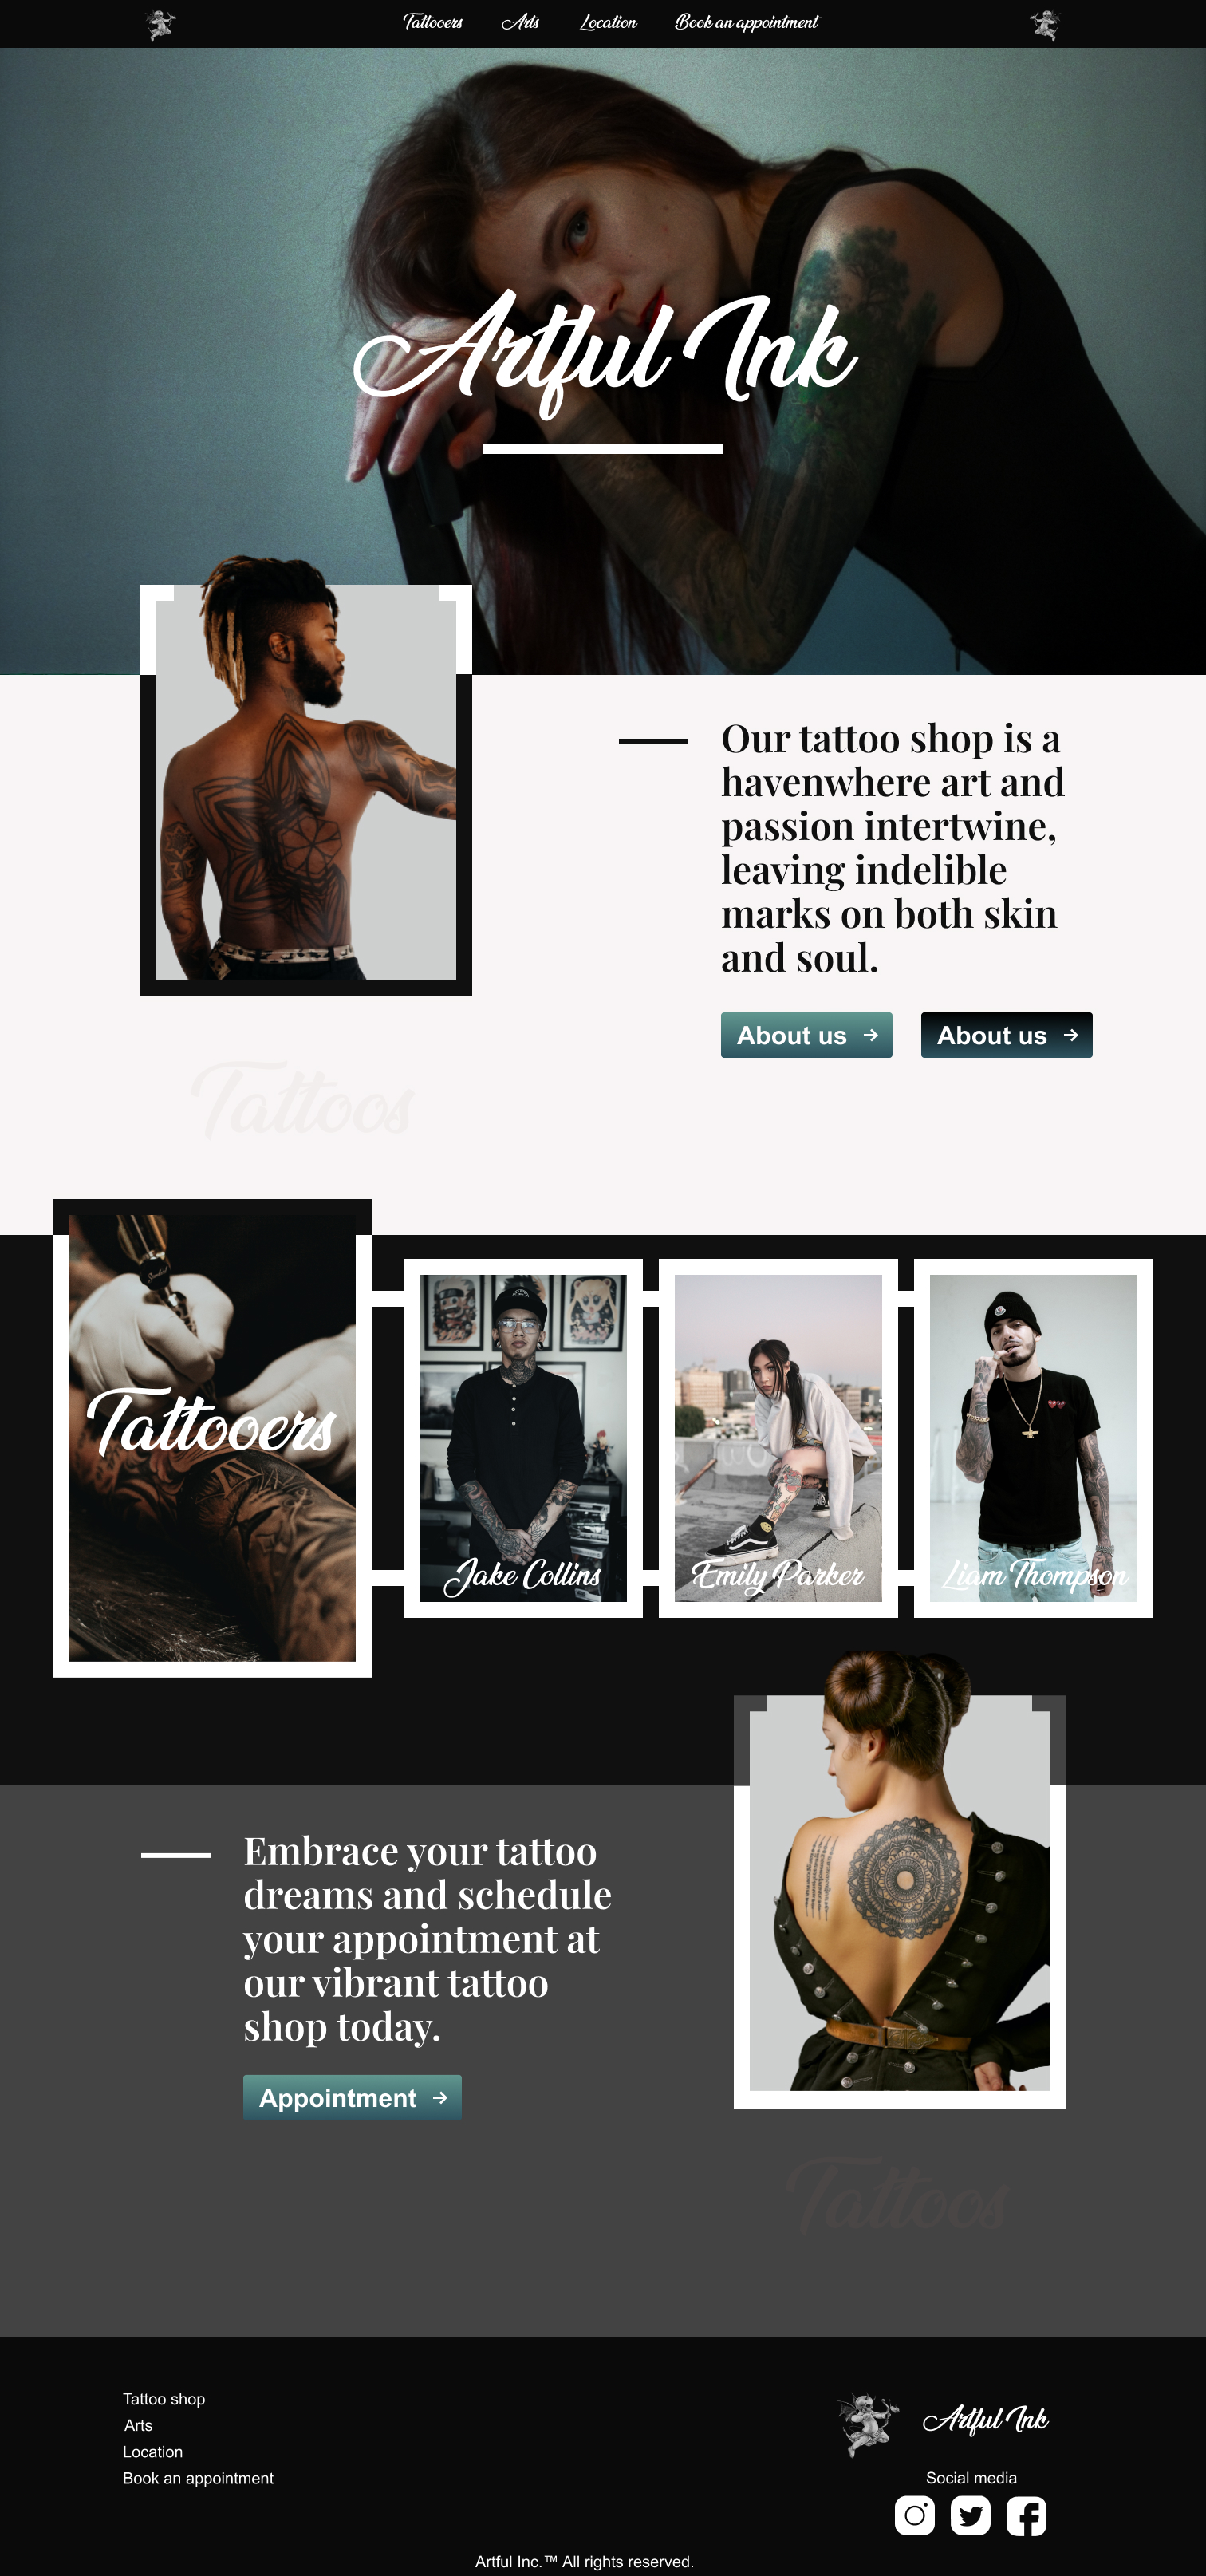 Tattooers
Arts
Location
Book an appointment
Artful Ink
Our tattoo shop is a
havenwhere art and
passion intertwine,
leaving indelible
marks on both skin
and soul.
About us
About us
Tattoos
Tattooers
Jake Collins
Emily Parker
Liam Thompson
Embrace your tattoo
dreams and schedule
your appointment at
our vibrant tattoo
shop today.
Appointment
Tattoos
Tattoo shop
Arts
Location
Book an appointment
Artful Ink
Social media
Artful Inc.™ All rights reserved.